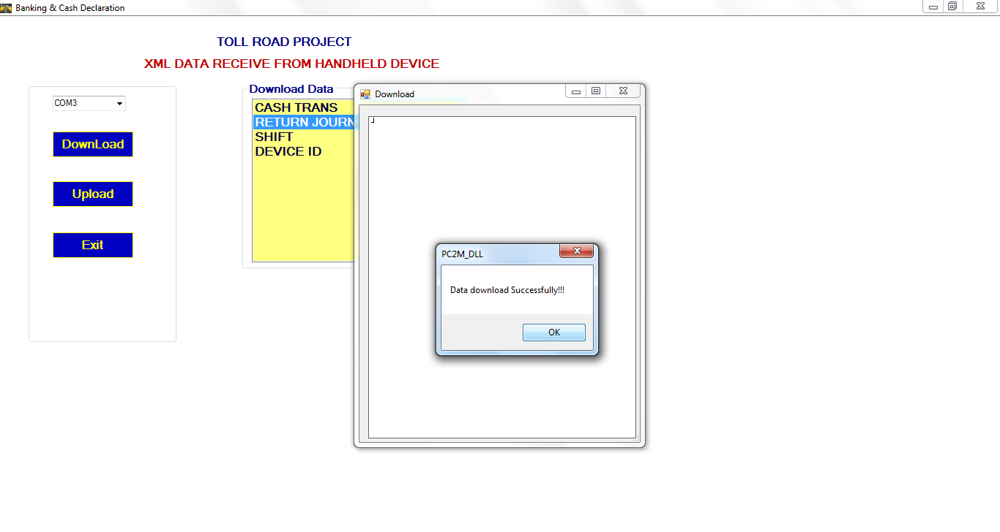 Banking & Cash Declaration
TOLL ROAD PROJECT
XML DATA RECEIVE FROM HANDHELD DEVICE
COM3
DownLoad
Upload
Exit
Download Data
CASH TRANS
RETURN JOURN
SHIFT
DEVICE ID
Download
PC2M_DLL
Data download Successfully!!!
OK